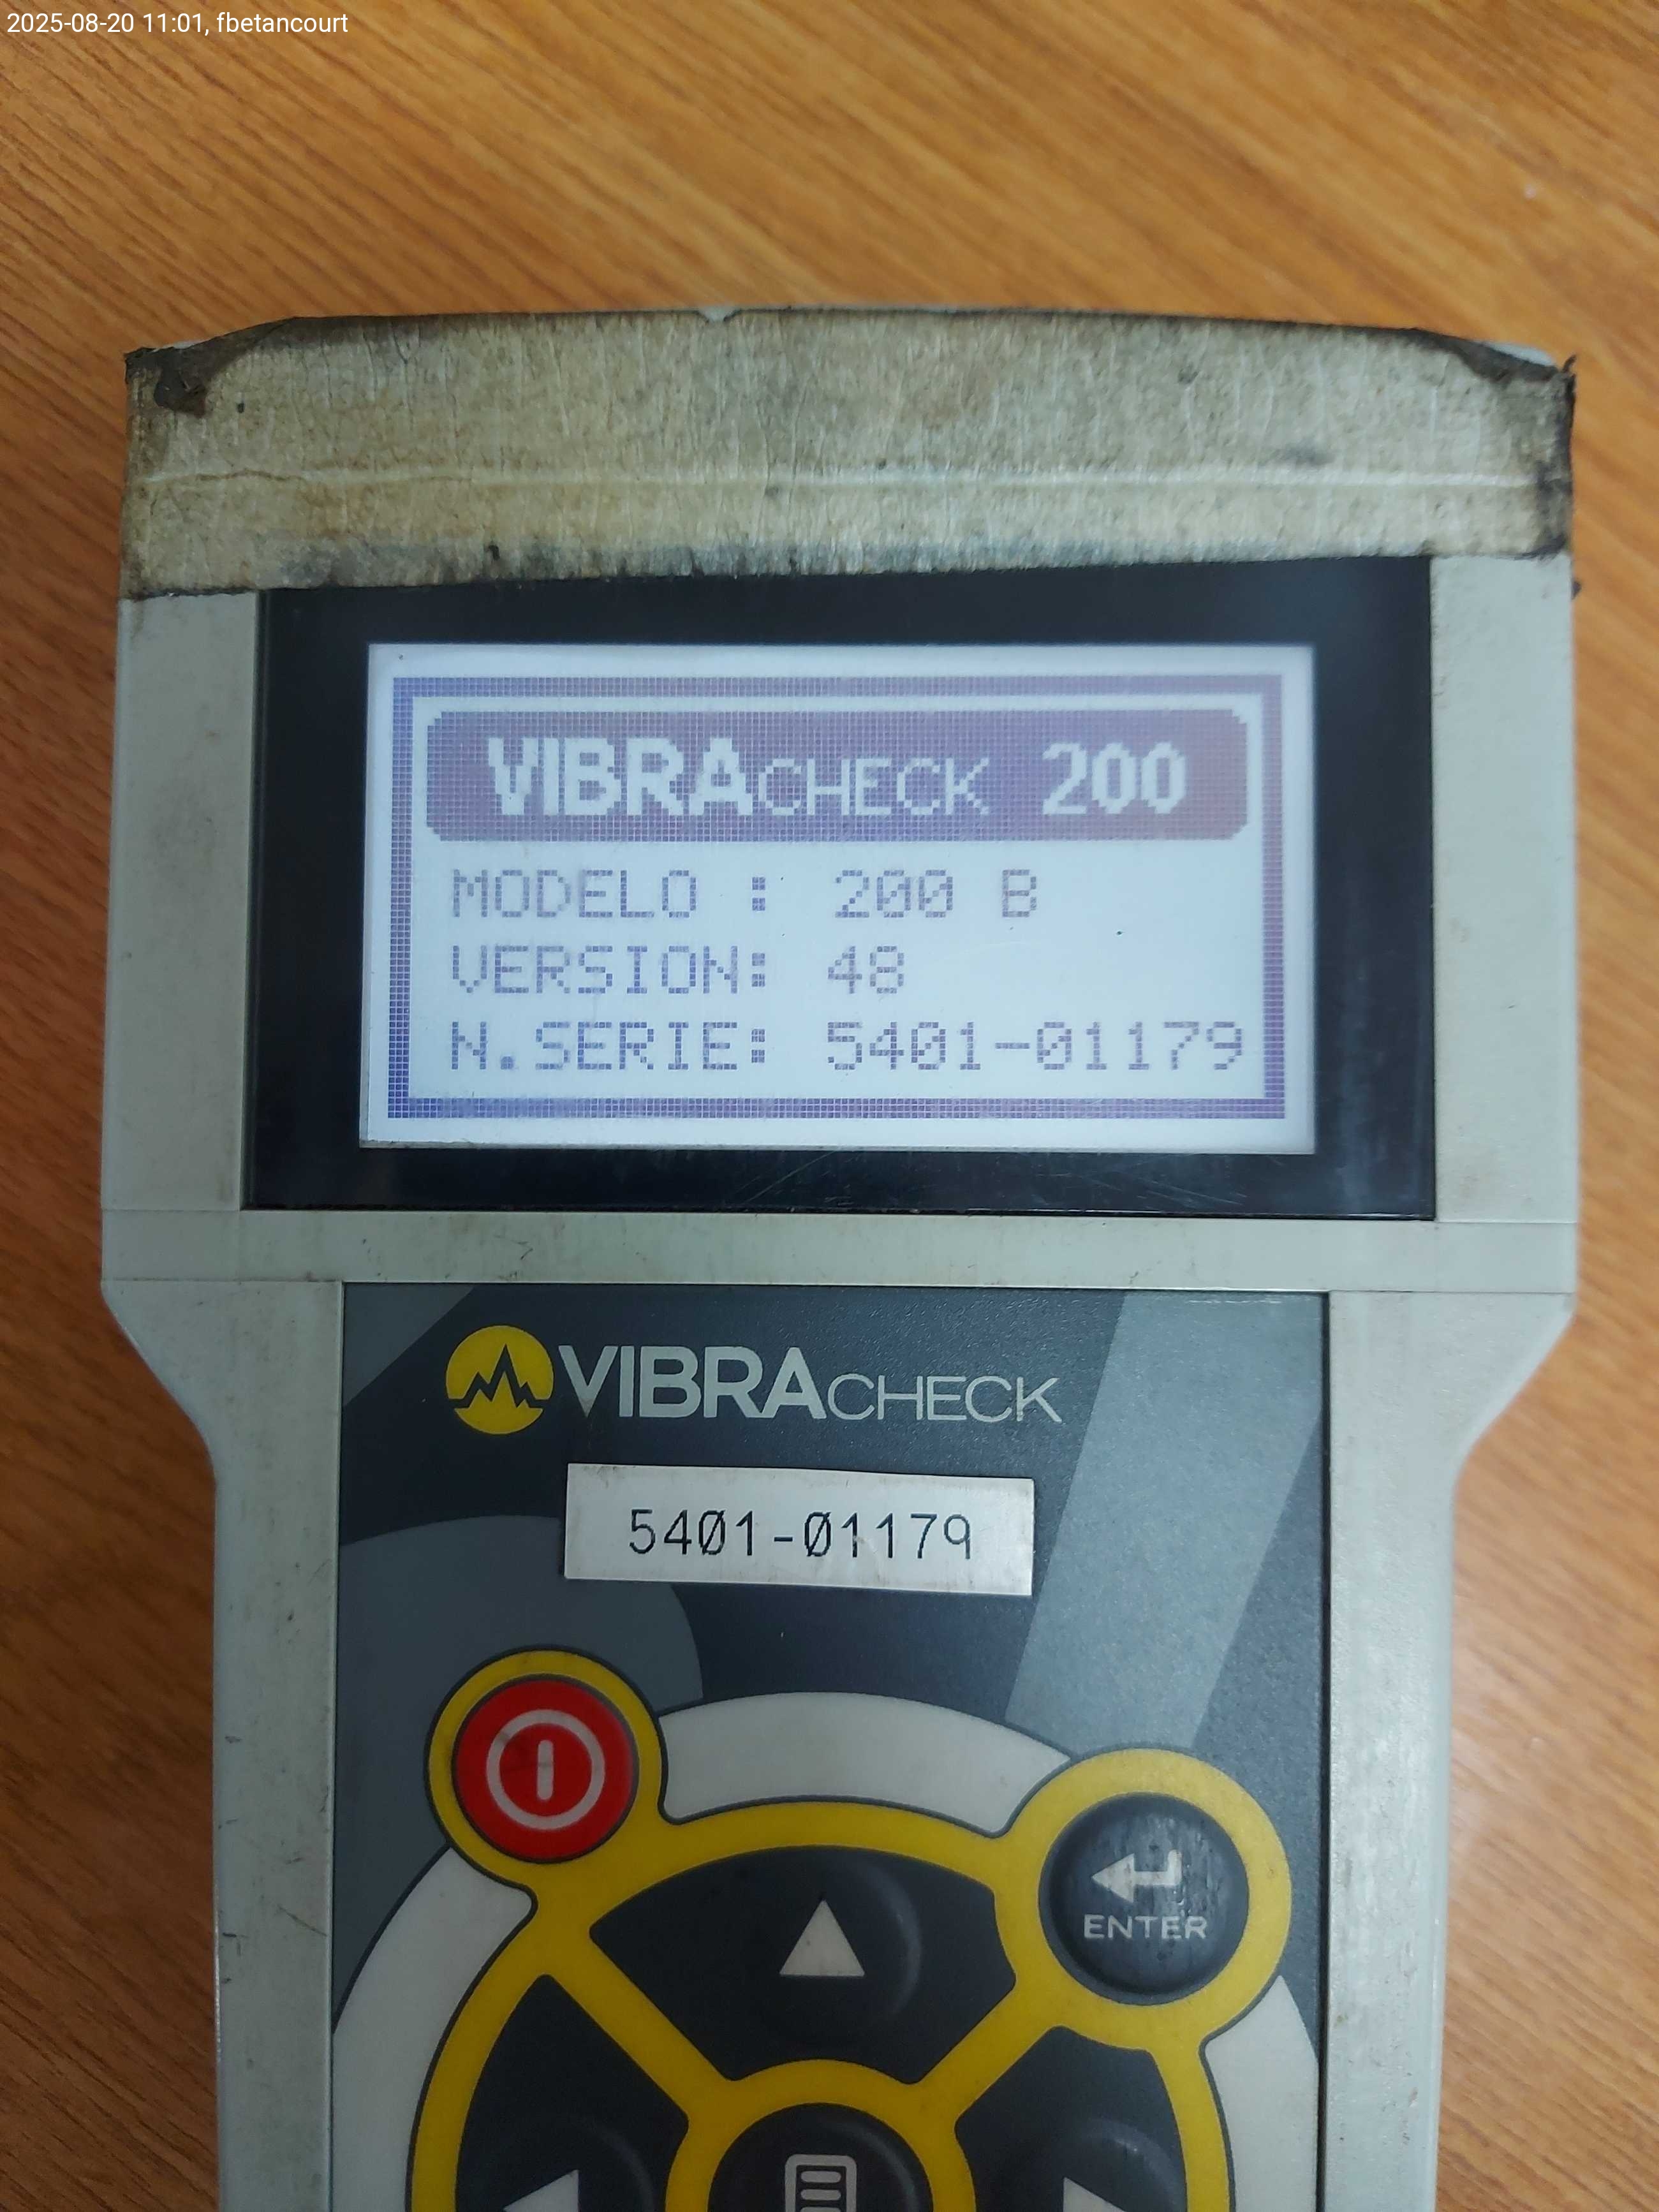 2025-08-20 11:01, fbetancourt
VIBRACHECK 200
MODELO : 200 B
VERSION: 48
N.SERIE: 5401-01179
VIBRACHECK
5401-01179
ENTER